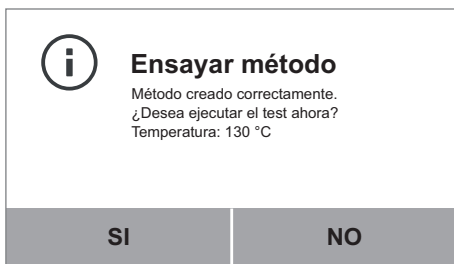 Ensayar método
Método creado correctamente.
¿Desea ejecutar el test ahora?
Temperatura: 130 °C
SI
NO